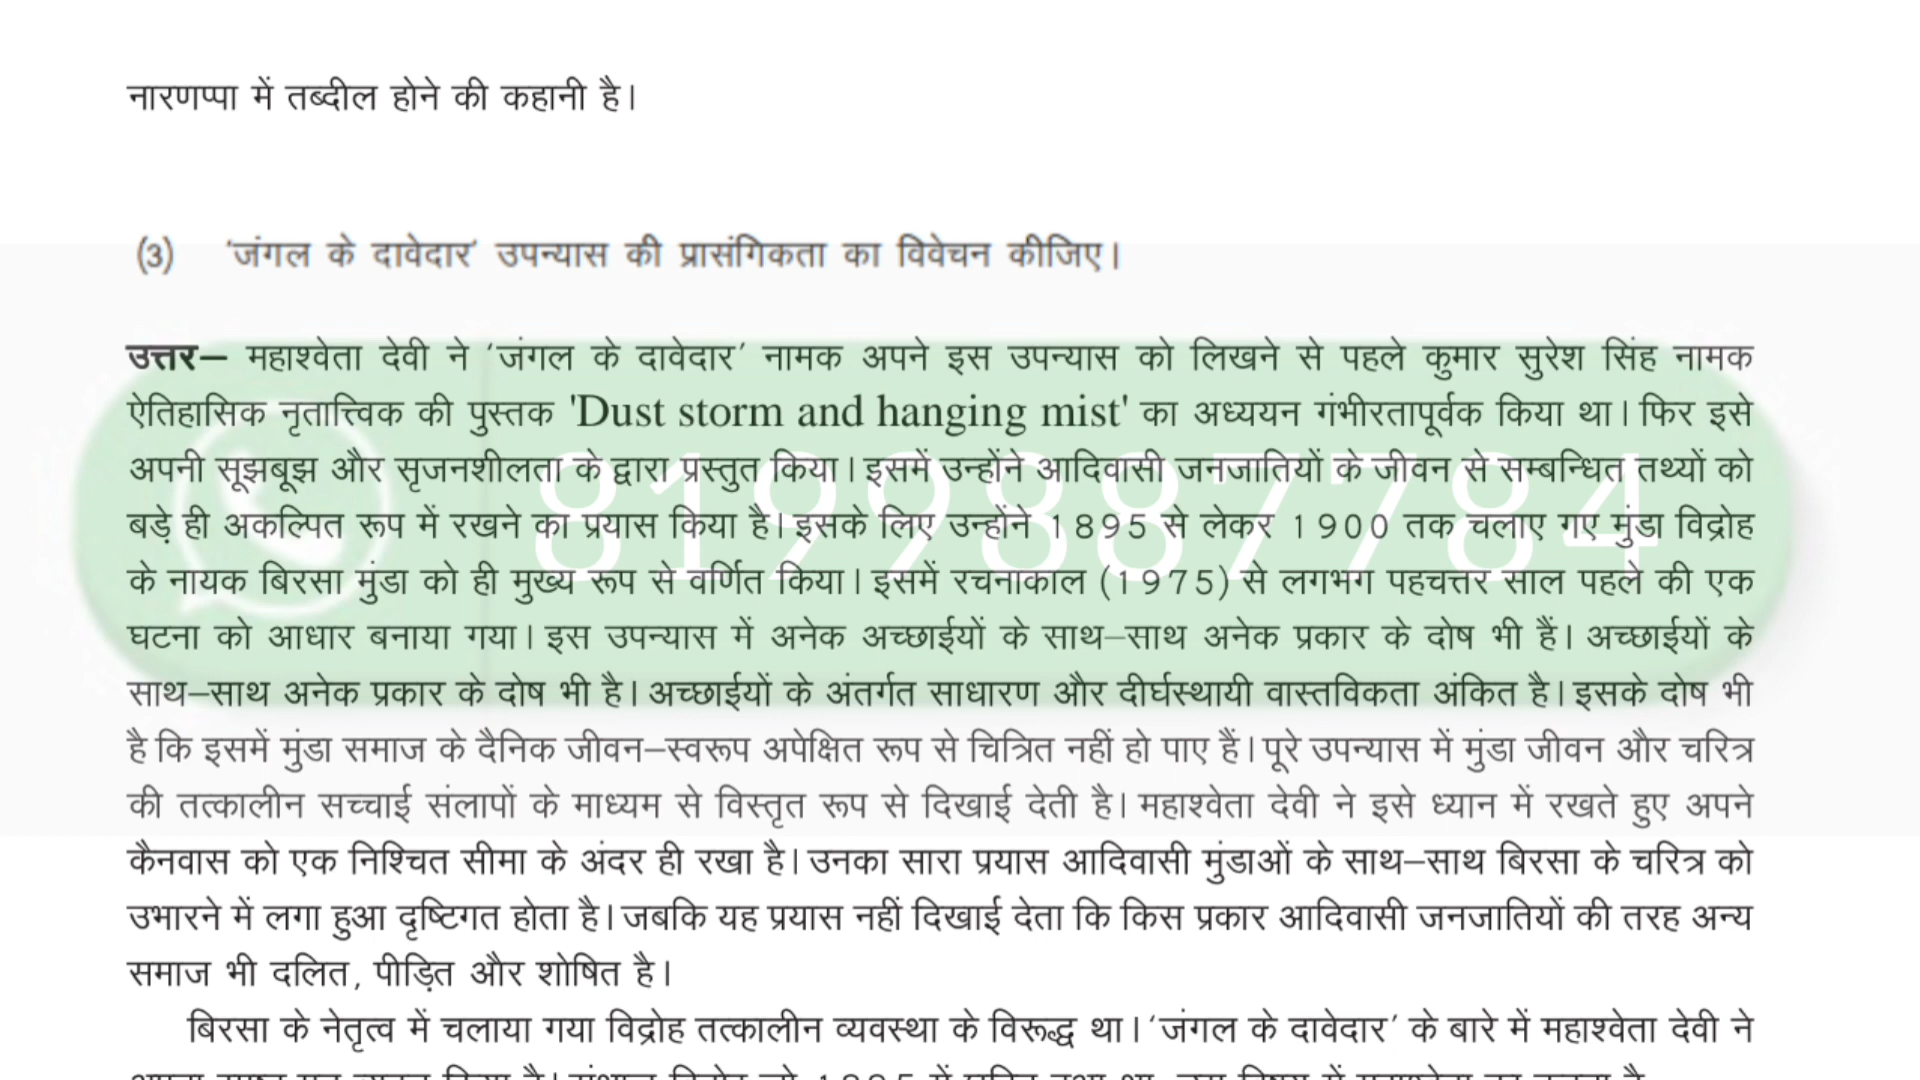 नारणप्पा में तब्दील होने की कहानी है।
(3) 'जंगल के दावेदार' उपन्यास की प्रासंगिकता का विवेचन कीजिए।
उत्तर– महाश्वेता देवी ने 'जंगल के दावेदार' नामक अपने इस उपन्यास को लिखने से पहले कुमार सुरेश सिंह नामक
ऐतिहासिक नृतात्त्विक की पुस्तक 'Dust storm and hanging mist' का अध्ययन गंभीरतापूर्वक किया था। फिर इसे
अपनी सूझबूझ और सृजनशीलता के द्वारा प्रस्तुत किया। इसमें उन्होंने आदिवासी जनजातियों के जीवन से सम्बन्धित तथ्यों को
बड़े ही अकल्पित रूप में रखने का प्रयास किया है। इसके लिए उन्होंने 1895 से लेकर 1900 तक चलाए गए मुंडा विद्रोह
के नायक बिरसा मुंडा को ही मुख्य रूप से वर्णित किया। इसमें रचनाकाल (1975) से लगभग पहचत्तर साल पहले की एक
घटना को आधार बनाया गया। इस उपन्यास में अनेक अच्छाईयों के साथ–साथ अनेक प्रकार के दोष भी हैं। अच्छाईयों के
साथ–साथ अनेक प्रकार के दोष भी है। अच्छाईयों के अंतर्गत साधारण और दीर्घस्थायी वास्तविकता अंकित है। इसके दोष भी
है कि इसमें मुंडा समाज के दैनिक जीवन–स्वरूप अपेक्षित रूप से चित्रित नहीं हो पाए हैं। पूरे उपन्यास में मुंडा जीवन और चरित्र
की तत्कालीन सच्चाई संलापों के माध्यम से विस्तृत रूप से दिखाई देती है। महाश्वेता देवी ने इसे ध्यान में रखते हुए अपने
कैनवास को एक निश्चित सीमा के अंदर ही रखा है। उनका सारा प्रयास आदिवासी मुंडाओं के साथ–साथ बिरसा के चरित्र को
उभारने में लगा हुआ दृष्टिगत होता है। जबकि यह प्रयास नहीं दिखाई देता कि किस प्रकार आदिवासी जनजातियों की तरह अन्य
समाज भी दलित, पीड़ित और शोषित है।
बिरसा के नेतृत्व में चलाया गया विद्रोह तत्कालीन व्यवस्था के विरूद्ध था। 'जंगल के दावेदार' के बारे में महाश्वेता देवी ने
8199887784